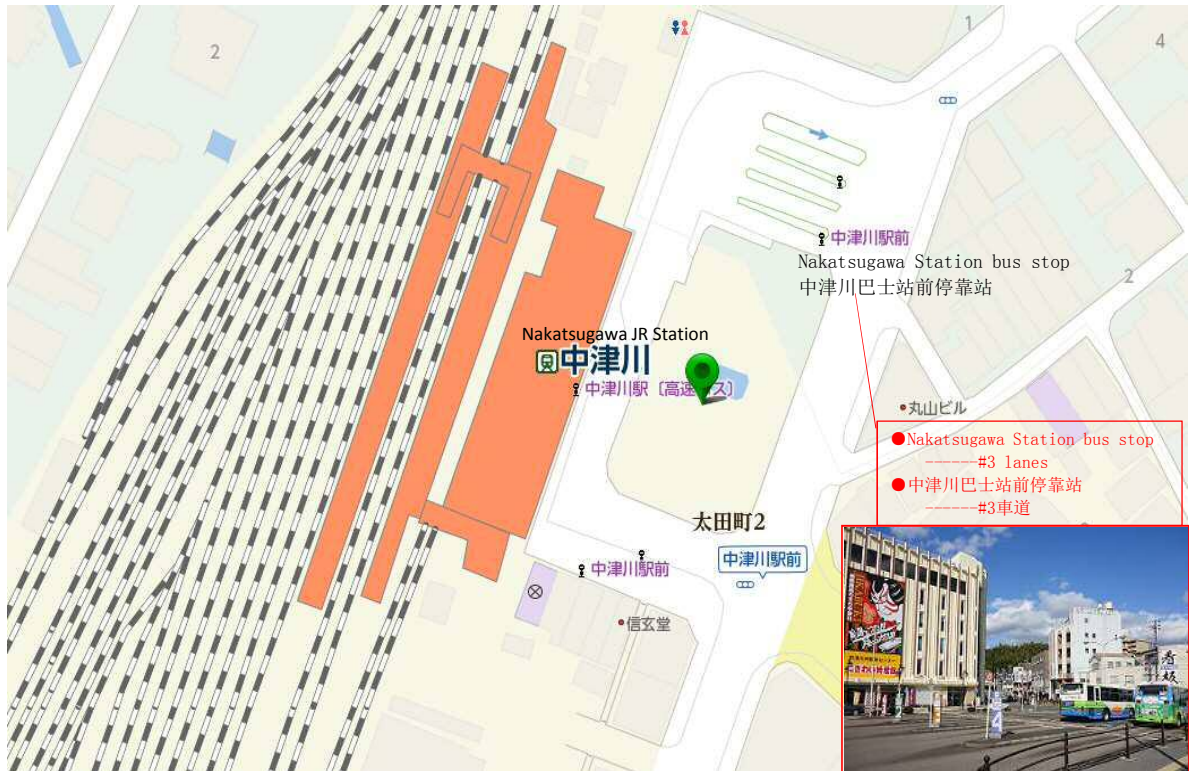 2
1
4
中津川駅前
Nakatsugawa Station bus stop
中津川巴士站前停靠站
2
Nakatsugawa JR Station
中津川
中津川駅〔高速 ス〕
丸山ビル
●Nakatsugawa Station bus stop
------#3 lanes
●中津川巴士站前停靠站
------#3車道
太田町2
中津川駅前
中津川駅前
信玄堂